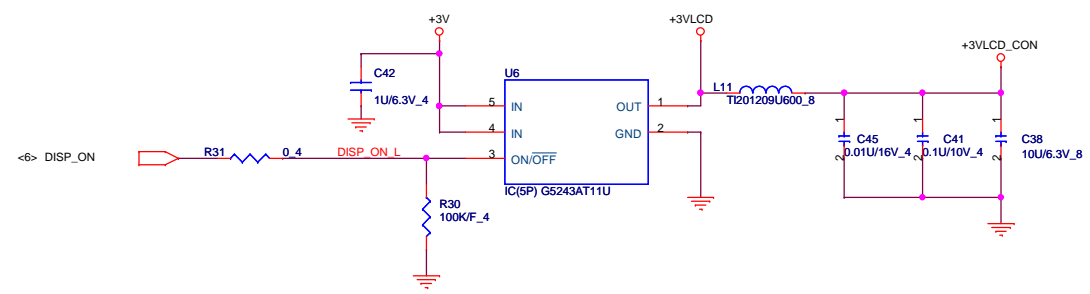 +3V
+3VLCD
+3VLCD_CON
C42
1U/6.3V_4
U6
5
IN
4
IN
3
ON/OFF
OUT
1
GND
2
IC(5P) G5243AT11U
L11
TI201209U600_8
1
C45
2
0.01U/16V_4
1
C41
2
0.1U/10V_4
1
C38
2
10U/6.3V_8
<6> DISP_ON
R31
0_4
DISP_ON_L
R30
100K/F_4